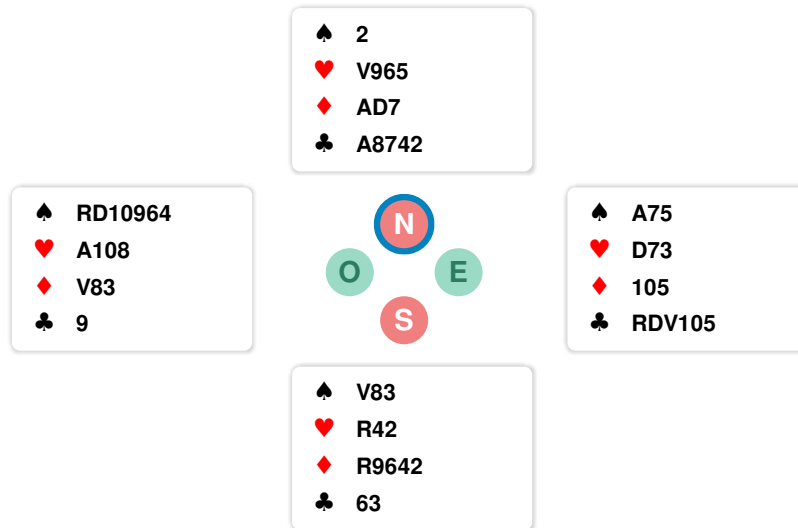 ♠ 2
♥ V965
♦ AD7
♣ A8742
♠ RD10964
♥ A108
♦ V83
♣ 9
N
O E
S
♠ A75
♥ D73
♦ 105
♣ RDV105
♠ V83
♥ R42
♦ R9642
♣ 63